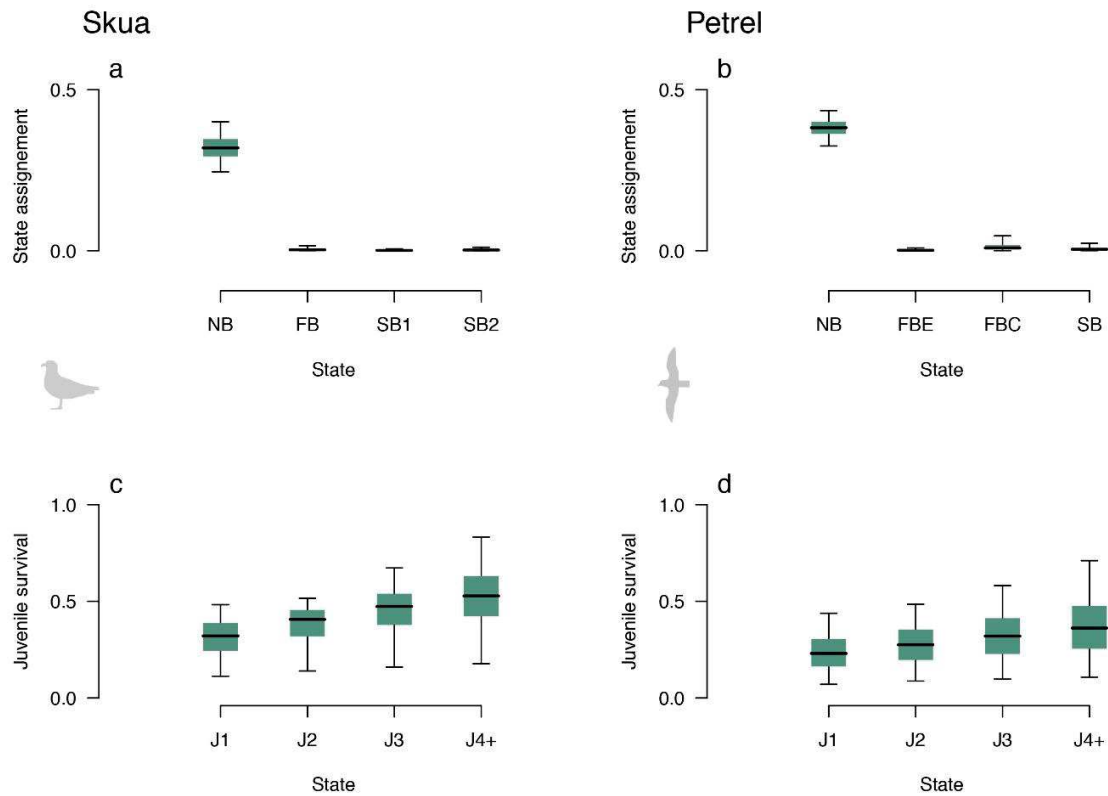 Skua
Petrel
a
b
State assignement
0.5
0.0
NB FB SB1 SB2
State
State assignement
0.5
0.0
NB FBE FBC SB
State
c
d
Juvenile survival
1.0
0.5
0.0
J1 J2 J3 J4+
State
Juvenile survival
1.0
0.5
0.0
J1 J2 J3 J4+
State